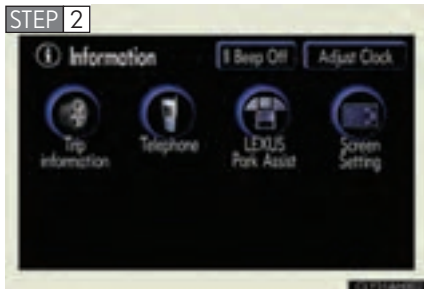 STEP 2
i Information
Beep Off
Adjust Clock
Trip information
Telephone
LEXUS Park Assist
Screen Setting